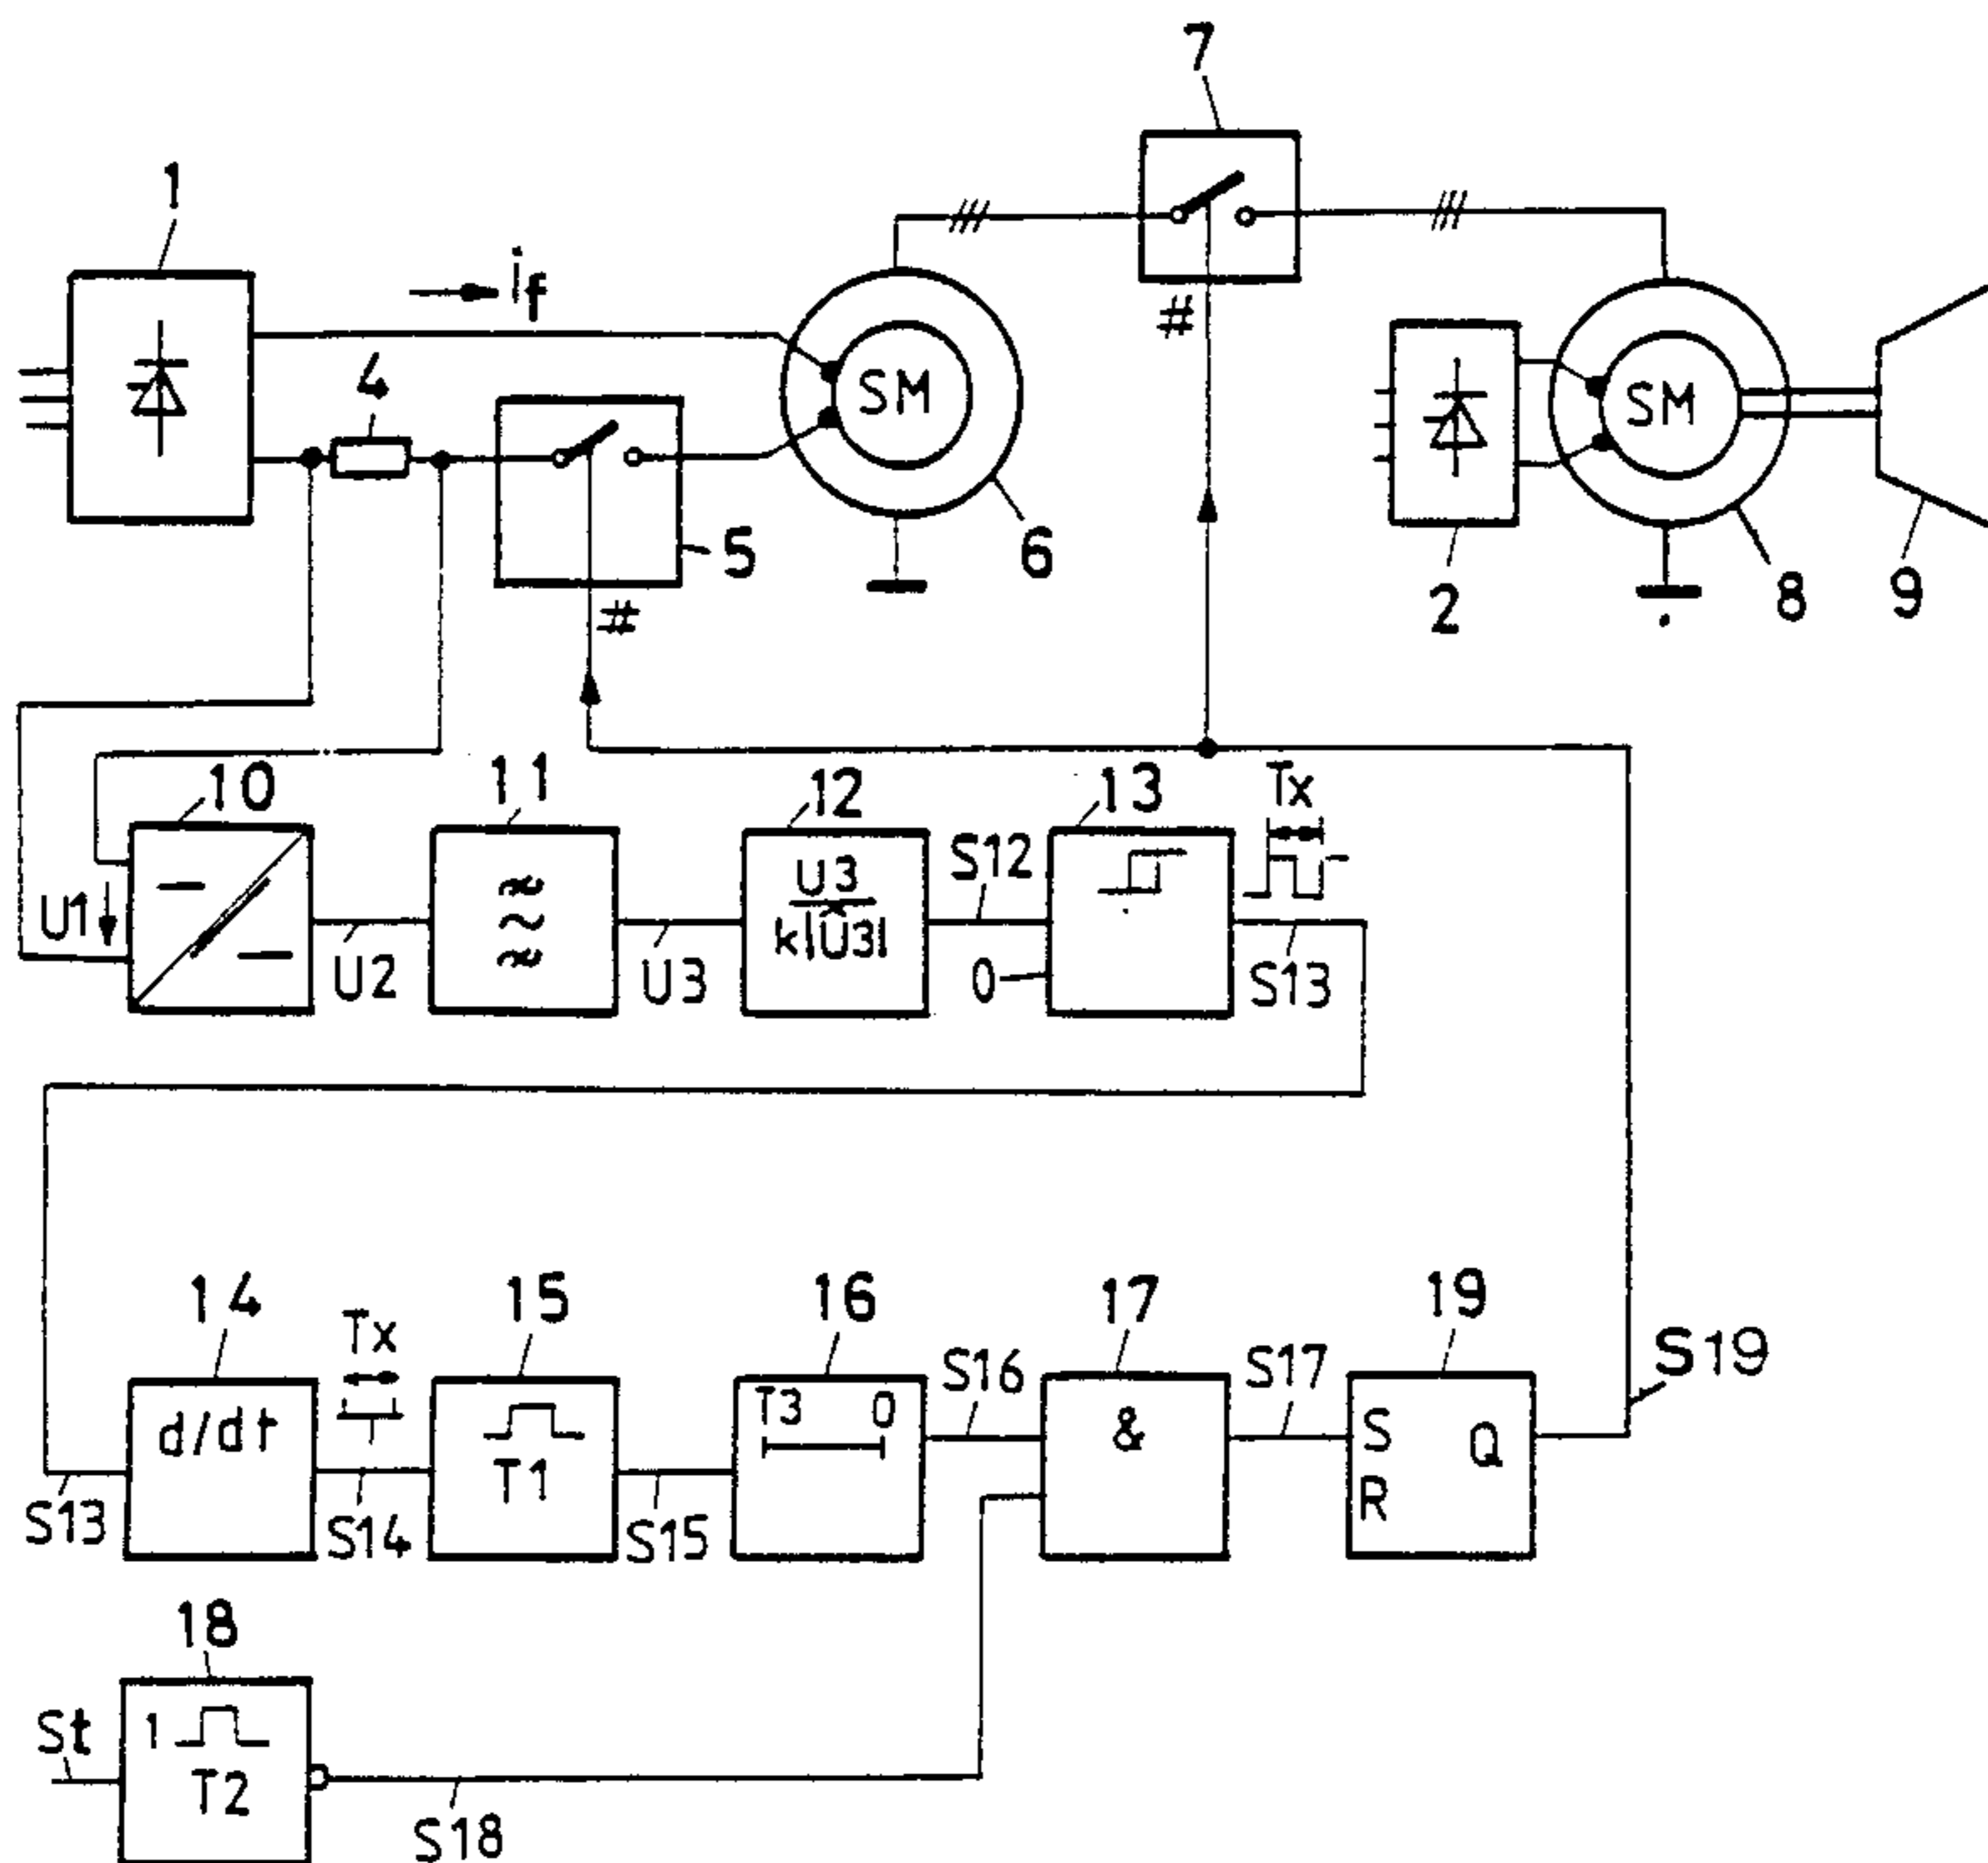 7
1
if
4
SM
#
SM
5
6
2
8
9
#
10
11
12
13
Tx
U1
U2
U3
U3
k|Û3|
S12
0
S13
14
Tx
15
16
17
19
S19
S13
d/dt
S14
T1
S15
T3 0
S16
&
S17
S
R
Q
18
St
1
T2
S18